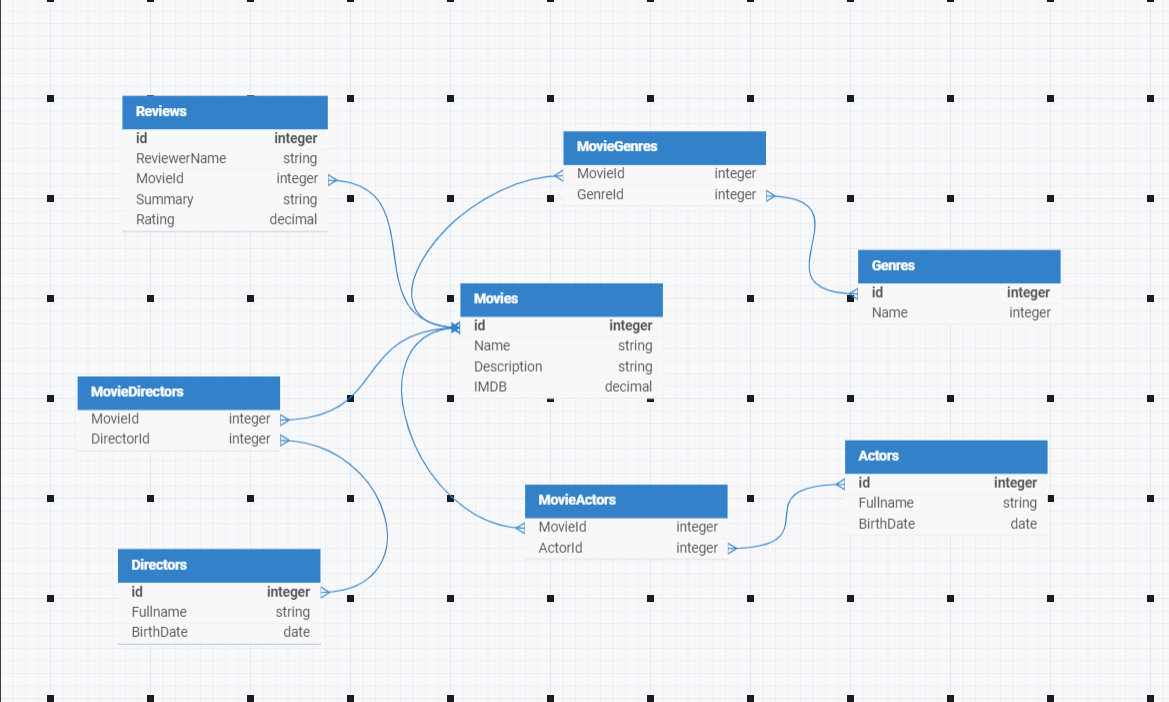 Reviews
id integer
ReviewerName string
MovieId integer
Summary string
Rating decimal
MovieGenres
MovieId integer
GenreId integer
Genres
id integer
Name integer
Movies
id integer
Name string
Description string
IMDB decimal
MovieDirectors
MovieId integer
DirectorId integer
Actors
id integer
Fullname string
BirthDate date
MovieActors
MovieId integer
ActorId integer
Directors
id integer
Fullname string
BirthDate date